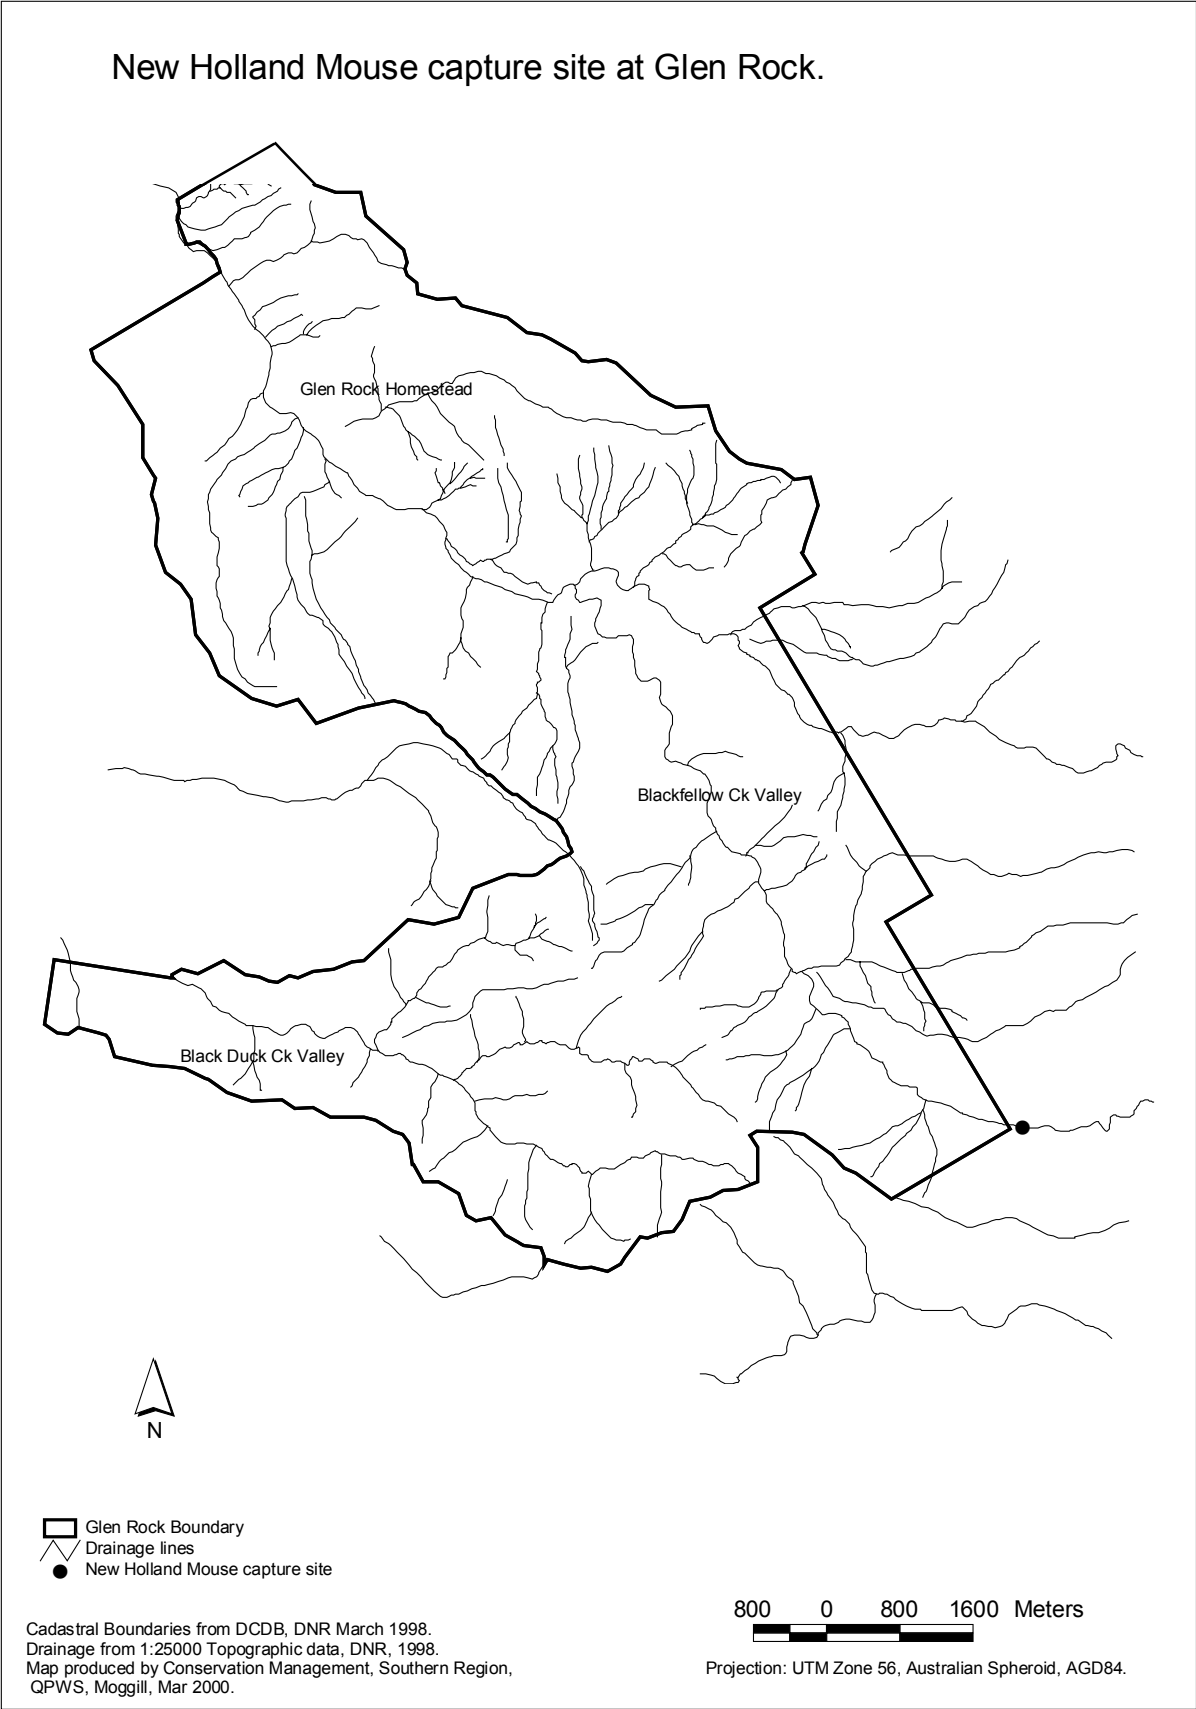 New Holland Mouse capture site at Glen Rock.
Glen Rock Homestead
Blackfellow Ck Valley
Black Duck Ck Valley
N
Glen Rock Boundary
Drainage lines
New Holland Mouse capture site
800 0 800 1600 Meters
Cadastral Boundaries from DCDB, DNR March 1998.
Drainage from 1:25000 Topographic data, DNR, 1998.
Map produced by Conservation Management, Southern Region,
QPWS, Moggill, Mar 2000.
Projection: UTM Zone 56, Australian Spheroid, AGD84.